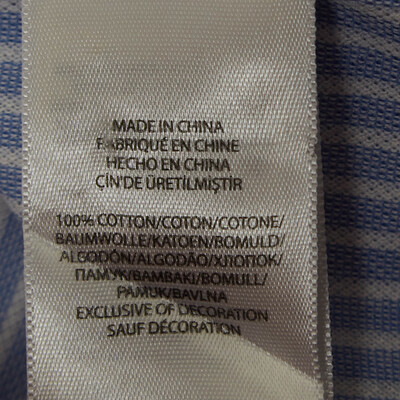 MADE IN CHINA
FABRIQUÉ EN CHINE
HECHO EN CHINA
ÇİN'DE ÜRETİLMİŞTİR
100% COTTON/COTON/COTONE/
BAUMWOLLE/KATOEN/BOMULD/
ALGODÓN/ALGODÃO/ХЛОПОК/
ПАМУК/BAMBAKI/BOMULL/
PAMUK/BAVLNA
EXCLUSIVE OF DECORATION
SAUF DÉCORATION